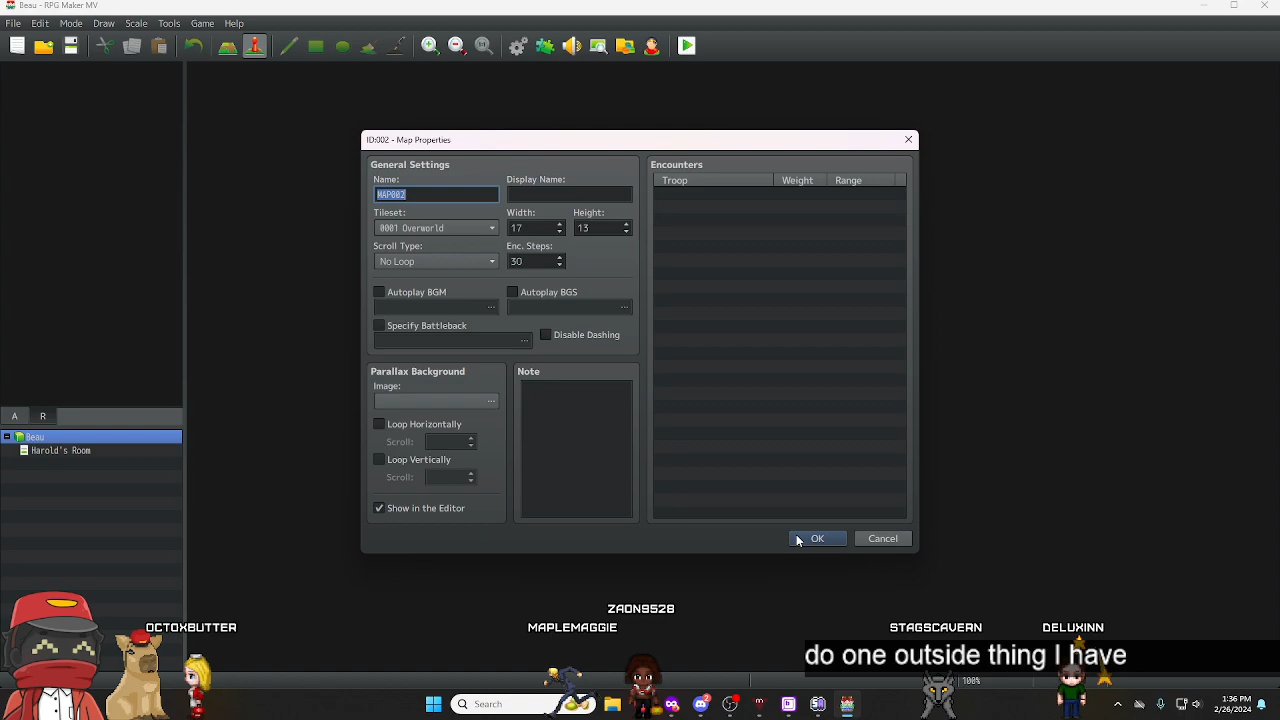 Beau - RPG Maker MV
File Edit Mode Draw Scale Tools Game Help
ID:002 - Map Properties
General Settings
Name:
Display Name:
MAP002
Tileset:
Width:
Height:
0001 Overworld
17
13
Scroll Type:
Enc. Steps:
No Loop
30
Autoplay BGM
Autoplay BGS
...
...
Specify Battleback
Disable Dashing
...
Parallax Background
Image:
...
Loop Horizontally
Scroll:
Loop Vertically
Scroll:
Show in the Editor
Note
Encounters
Troop Weight Range
OK
Cancel
A R
Beau
Harold's Room
ZADN9528
OCTOXBUTTER
MAPLEMAGGIE
STAGSCAVERN
DELUXINN
do one outside thing I have
100%
Search
2
1:36 PM
2/26/2024